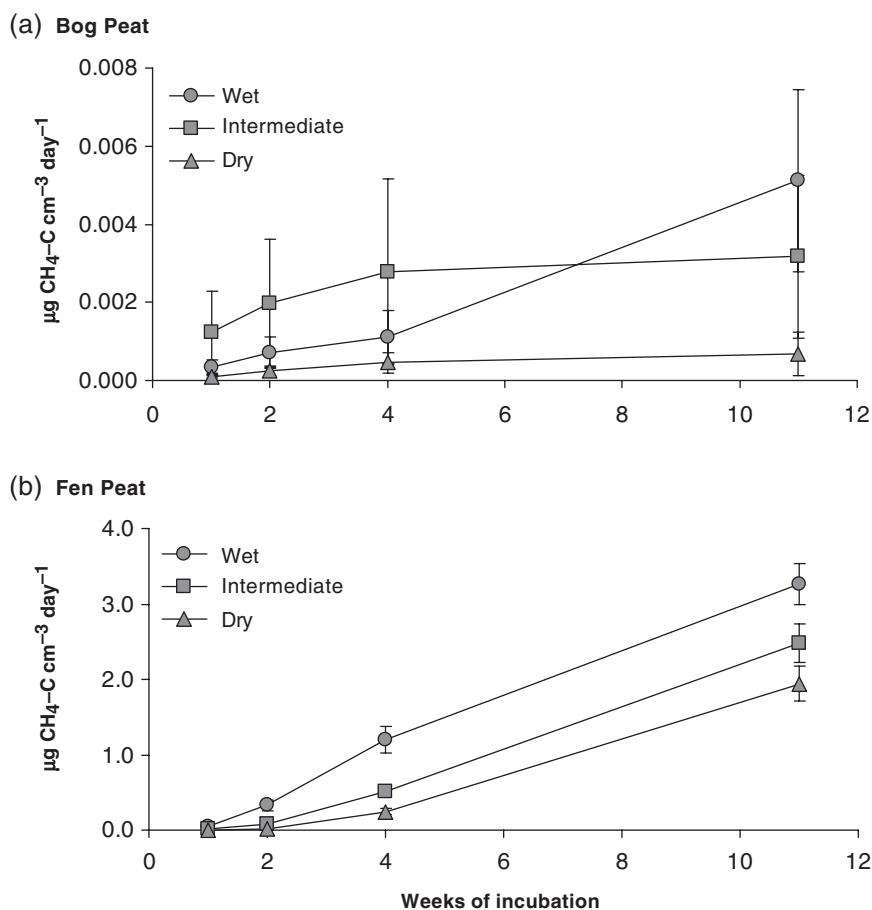 (a) Bog Peat
0.008
0.006
0.004
0.002
0.000
µg CH₄–C cm⁻³ day⁻¹
Wet
Intermediate
Dry
0 2 4 6 8 10 12
(b) Fen Peat
4.0
3.0
2.0
1.0
0.0
µg CH₄–C cm⁻³ day⁻¹
Wet
Intermediate
Dry
0 2 4 6 8 10 12
Weeks of incubation